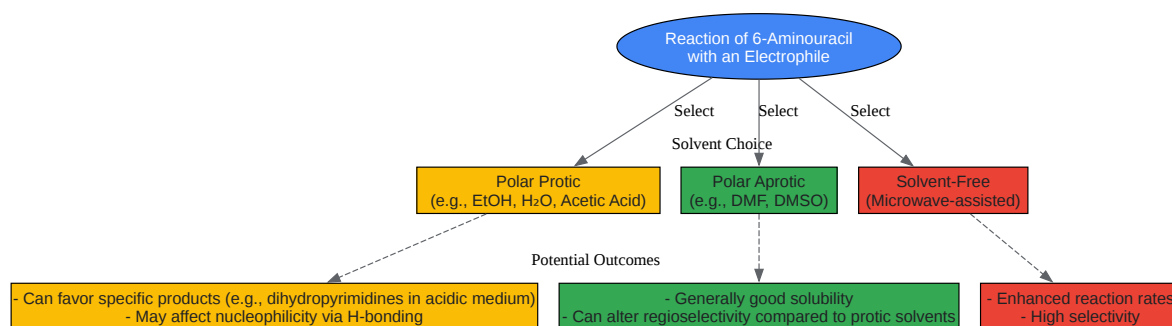 Reaction of 6-Aminouracil
with an Electrophile
Select
Select
Select
Solvent Choice
Polar Protic
(e.g., EtOH, H₂O, Acetic Acid)
Polar Aprotic
(e.g., DMF, DMSO)
Solvent-Free
(Microwave-assisted)
Potential Outcomes
- Can favor specific products (e.g., dihydropyrimidines in acidic medium)
- May affect nucleophilicity via H-bonding
- Generally good solubility
- Can alter regioselectivity compared to protic solvents
- Enhanced reaction rates
- High selectivity